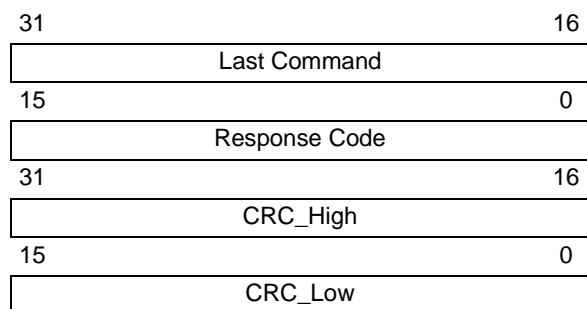 31 16
Last Command
15 0
Response Code
31 16
CRC_High
15 0
CRC_Low